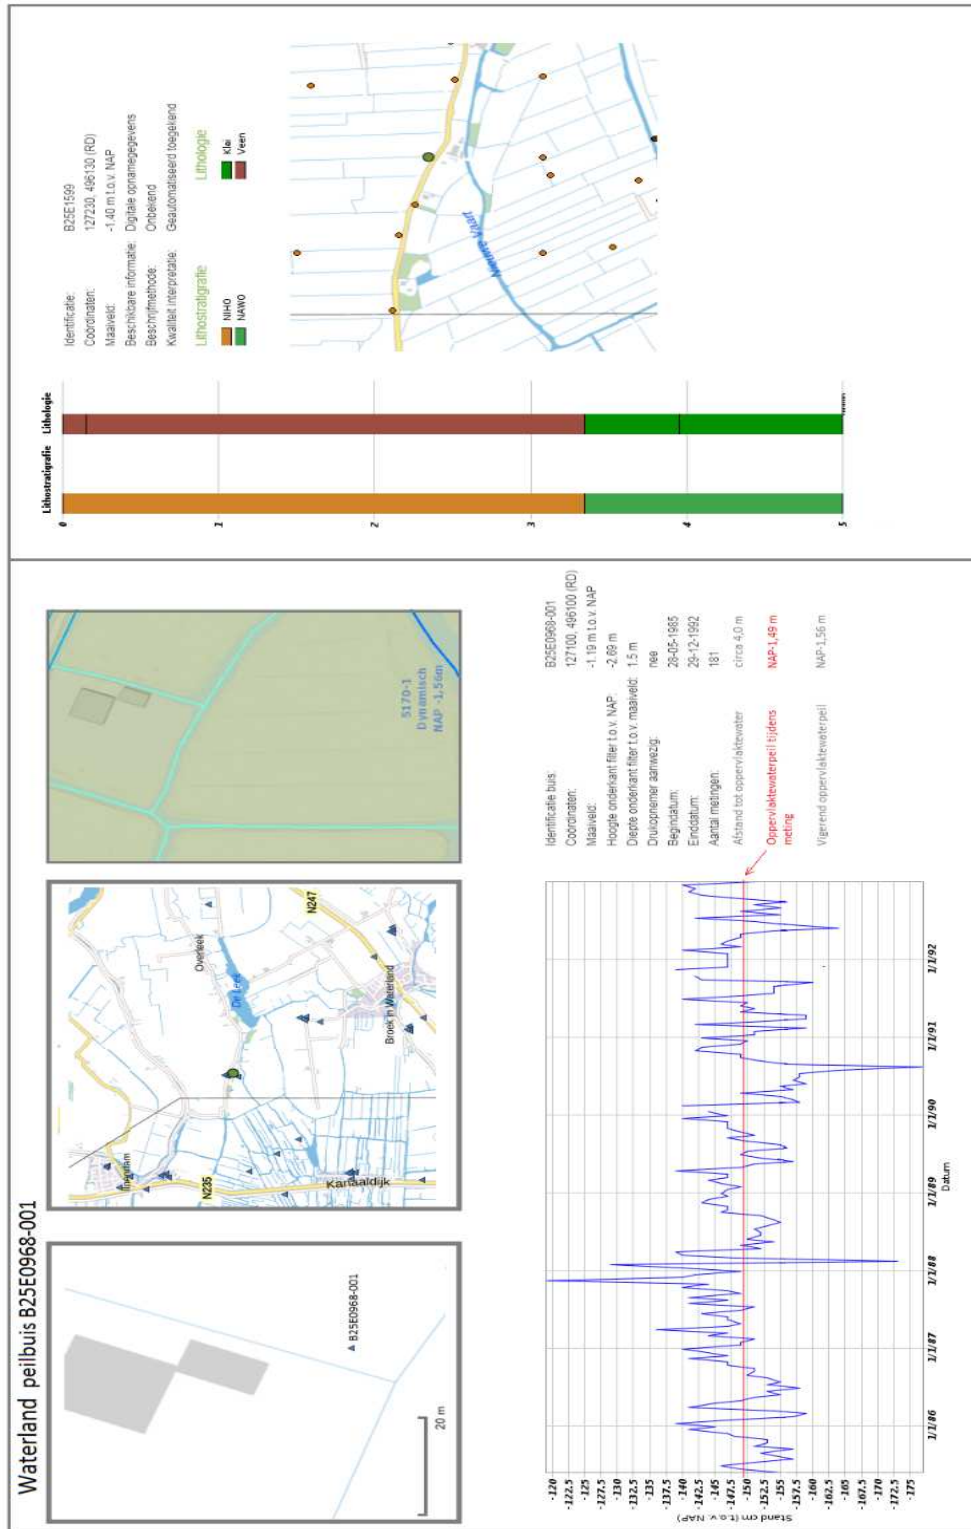 Waterland peilbuis B25E0968-001
B25E0968-001
20 m
Ilpendam
N235
Kanaaldijk
Overleek
De Leek
N247
Broek in Waterland
5170-1
Dynamisch
NAP -1,56m
Stand cm (t.o.v. NAP)
-120
-122.5
-125
-127.5
-130
-132.5
-135
-137.5
-140
-142.5
-145
-147.5
-150
-152.5
-155
-157.5
-160
-162.5
-165
-167.5
-170
-172.5
-175
1/1/86
1/1/87
1/1/88
1/1/89
1/1/90
1/1/91
1/1/92
Datum
Identificatie buis: B25E0968-001
Coördinaten: 127100, 496100 (RD)
Maaiveld: -1.19 m t.o.v. NAP
Hoogte onderkant filter t.o.v. NAP: -2.69 m
Diepte onderkant filter t.o.v. maaiveld: 1.5 m
Drukopnemer aanwezig: nee
Begindatum: 28-05-1985
Einddatum: 29-12-1992
Aantal metingen: 181
Afstand tot oppervlaktewater circa 4,0 m
Oppervlaktewaterpeil tijdens meting NAP-1,49 m
Vigerend oppervlaktewaterpeil NAP-1,56 m
Lithostratigrafie Lithologie
0
1
2
3
4
5
Identificatie: B25E1599
Coördinaten: 127230, 496130 (RD)
Maaiveld: -1.40 m t.o.v. NAP
Beschikbare informatie: Digitale opnamegegevens
Beschrijfmethode: Onbekend
Kwaliteit interpretatie: Geautomatiseerd toegekend
Lithostratigrafie Lithologie
NIHO Klei
NAWO Veen
Nieuwe Vaart